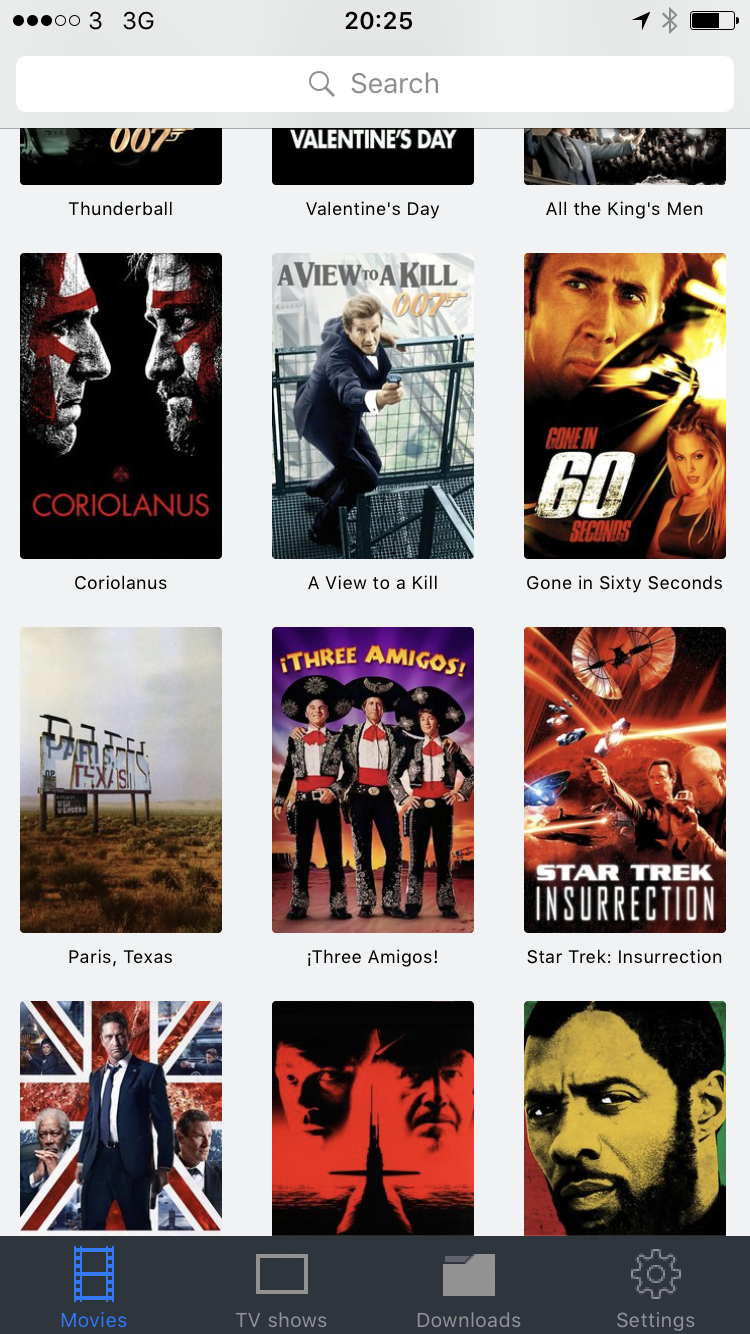 3 3G 20:25
Search
007
VALENTINE'S DAY
Thunderball Valentine's Day All the King's Men
CORIOLANUS
A VIEW TO A KILL
007
GONE IN
60
SECONDS
Coriolanus A View to a Kill Gone in Sixty Seconds
PARIS,
TEXAS
WIM
WENDERS
¡THREE AMIGOS!
STAR TREK
INSURRECTION
Paris, Texas ¡Three Amigos! Star Trek: Insurrection
Movies TV shows Downloads Settings